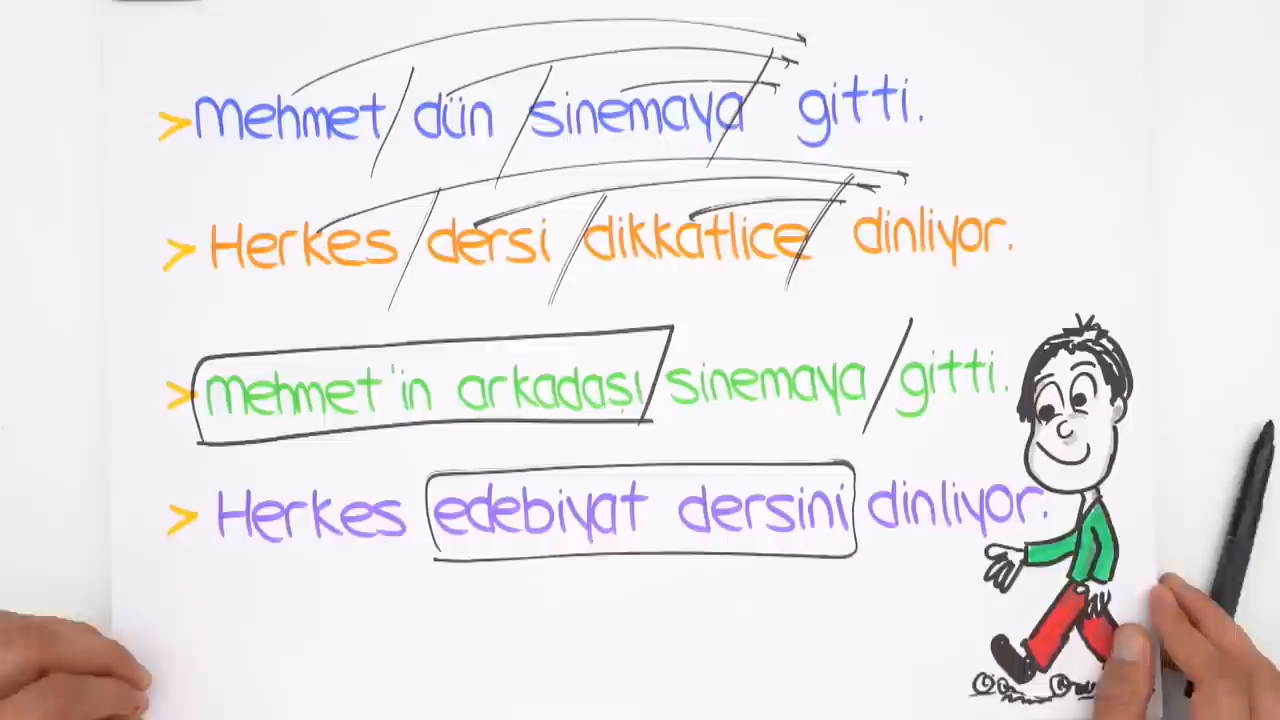 > Mehmet dün sinemaya gitti.
> Herkes dersi dikkatlice dinliyor.
> Mehmet'in arkadaşı sinemaya gitti.
> Herkes edebiyat dersini dinliyor.